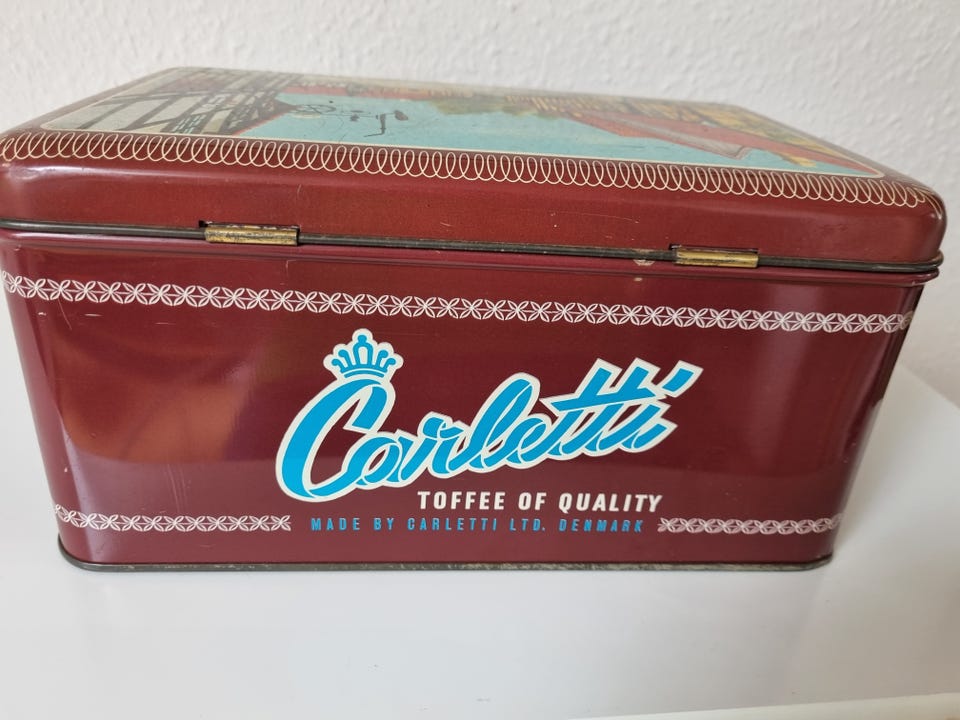 Carletti
TOFFEE OF QUALITY
MADE BY CARLETTI LTD. DENMARK